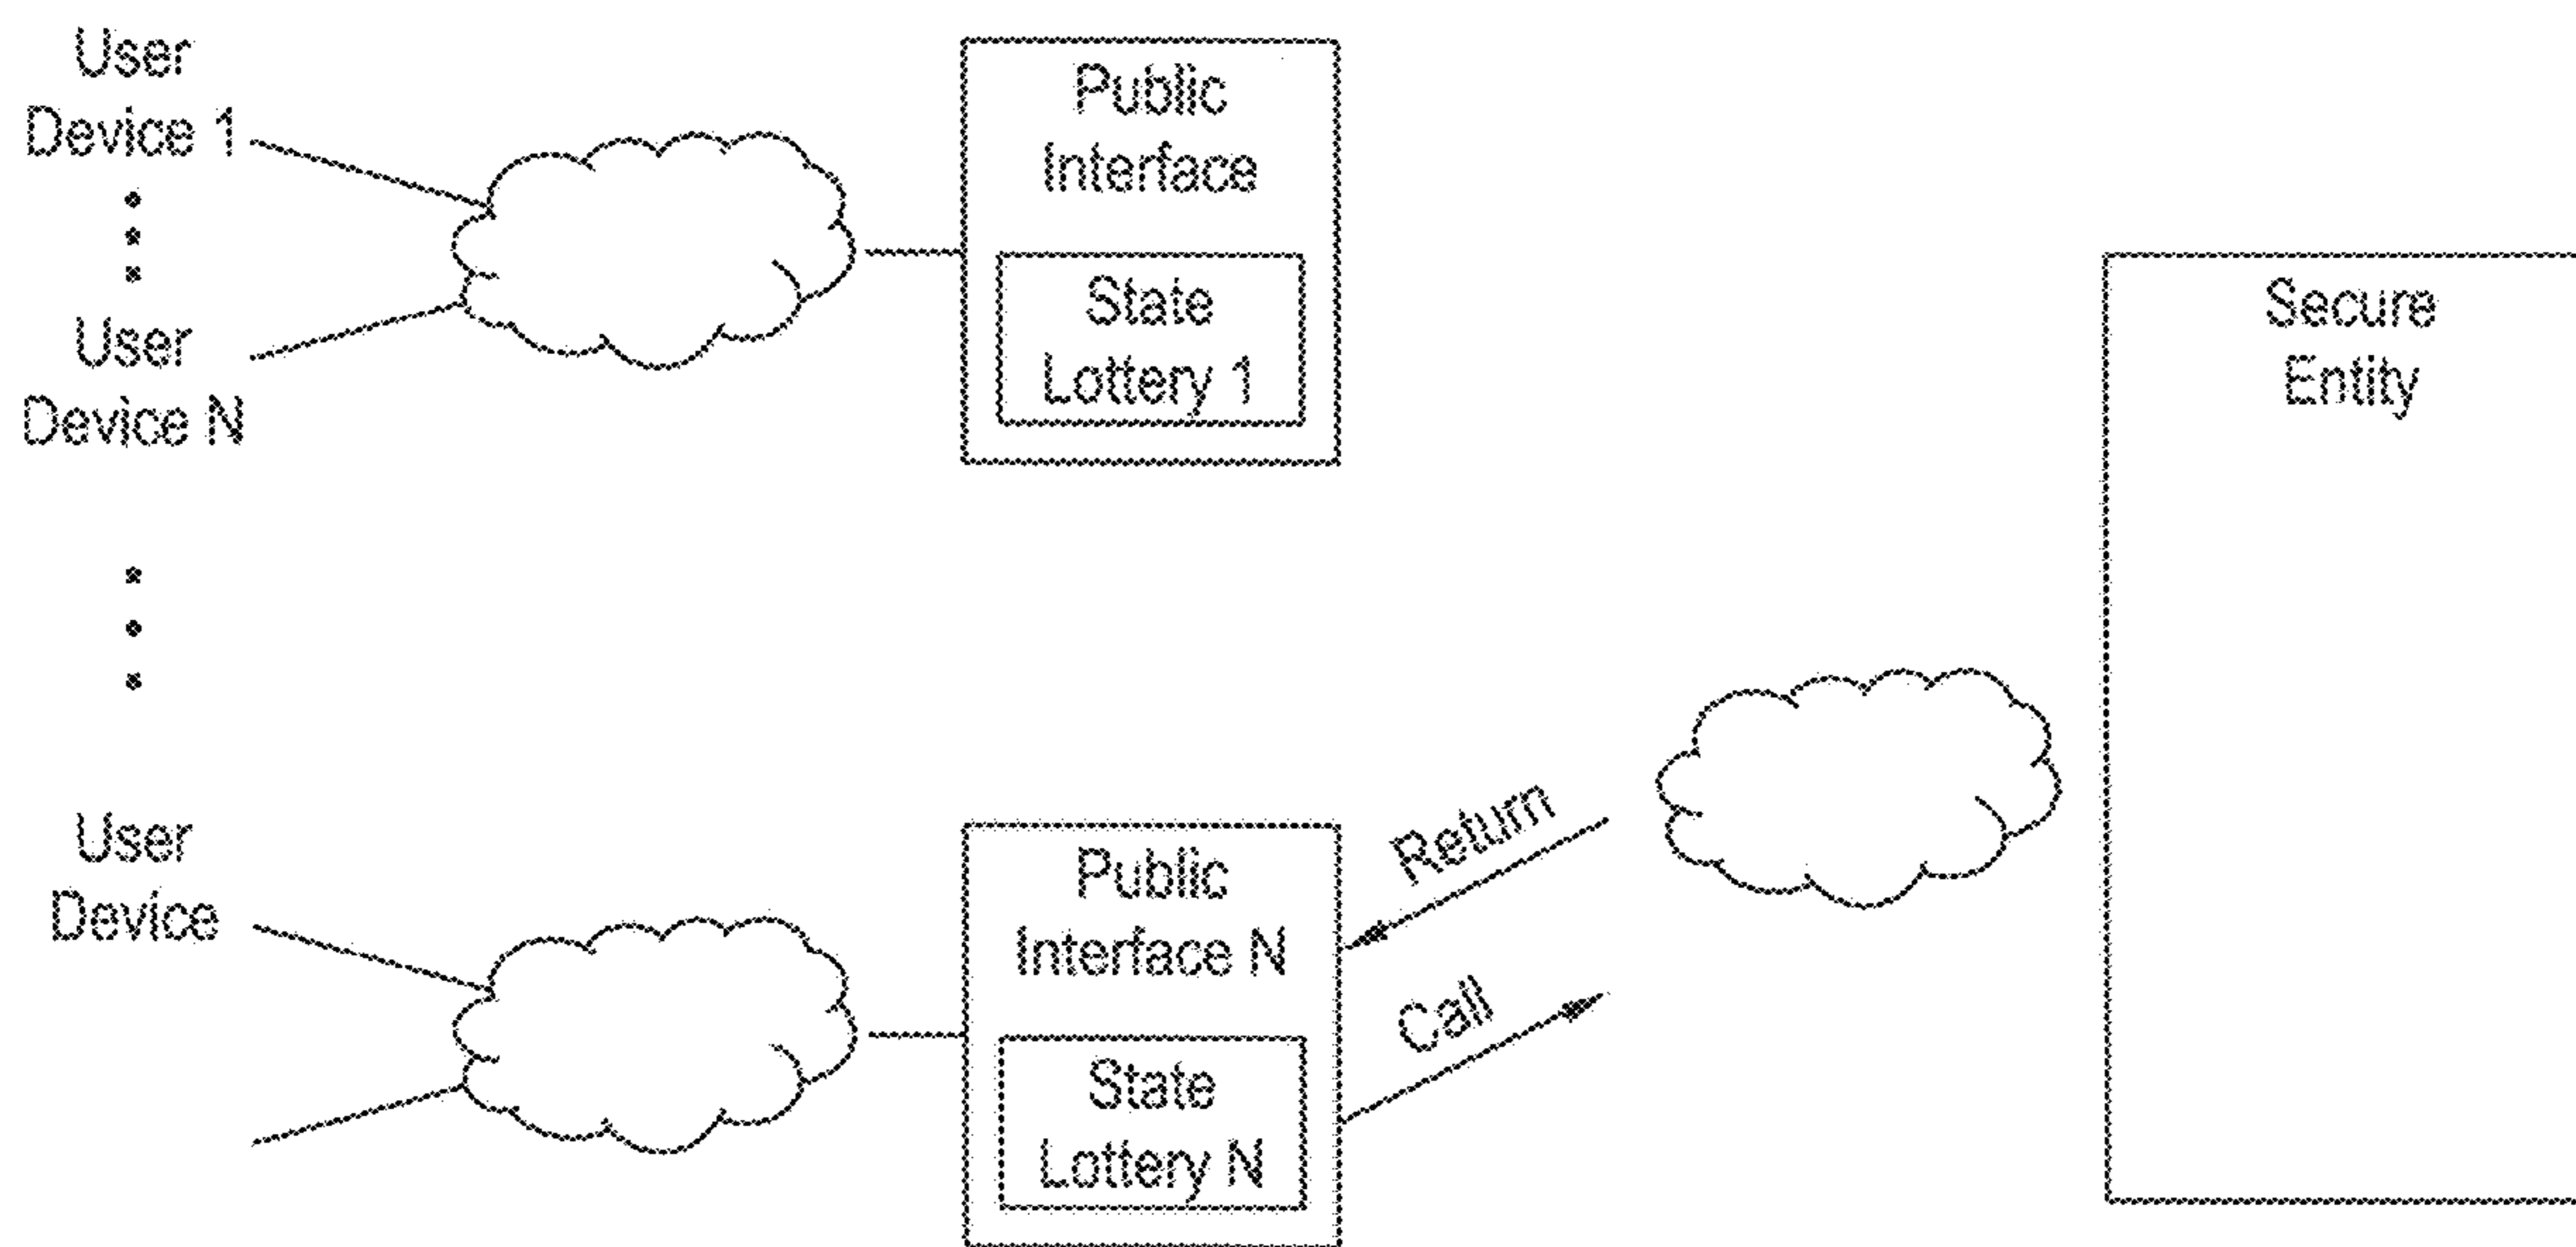 User
Device 1
User
Device N
Public
Interface
State
Lottery 1
Secure
Entity
User
Device
Public
Interface N
State
Lottery N
Return
Call